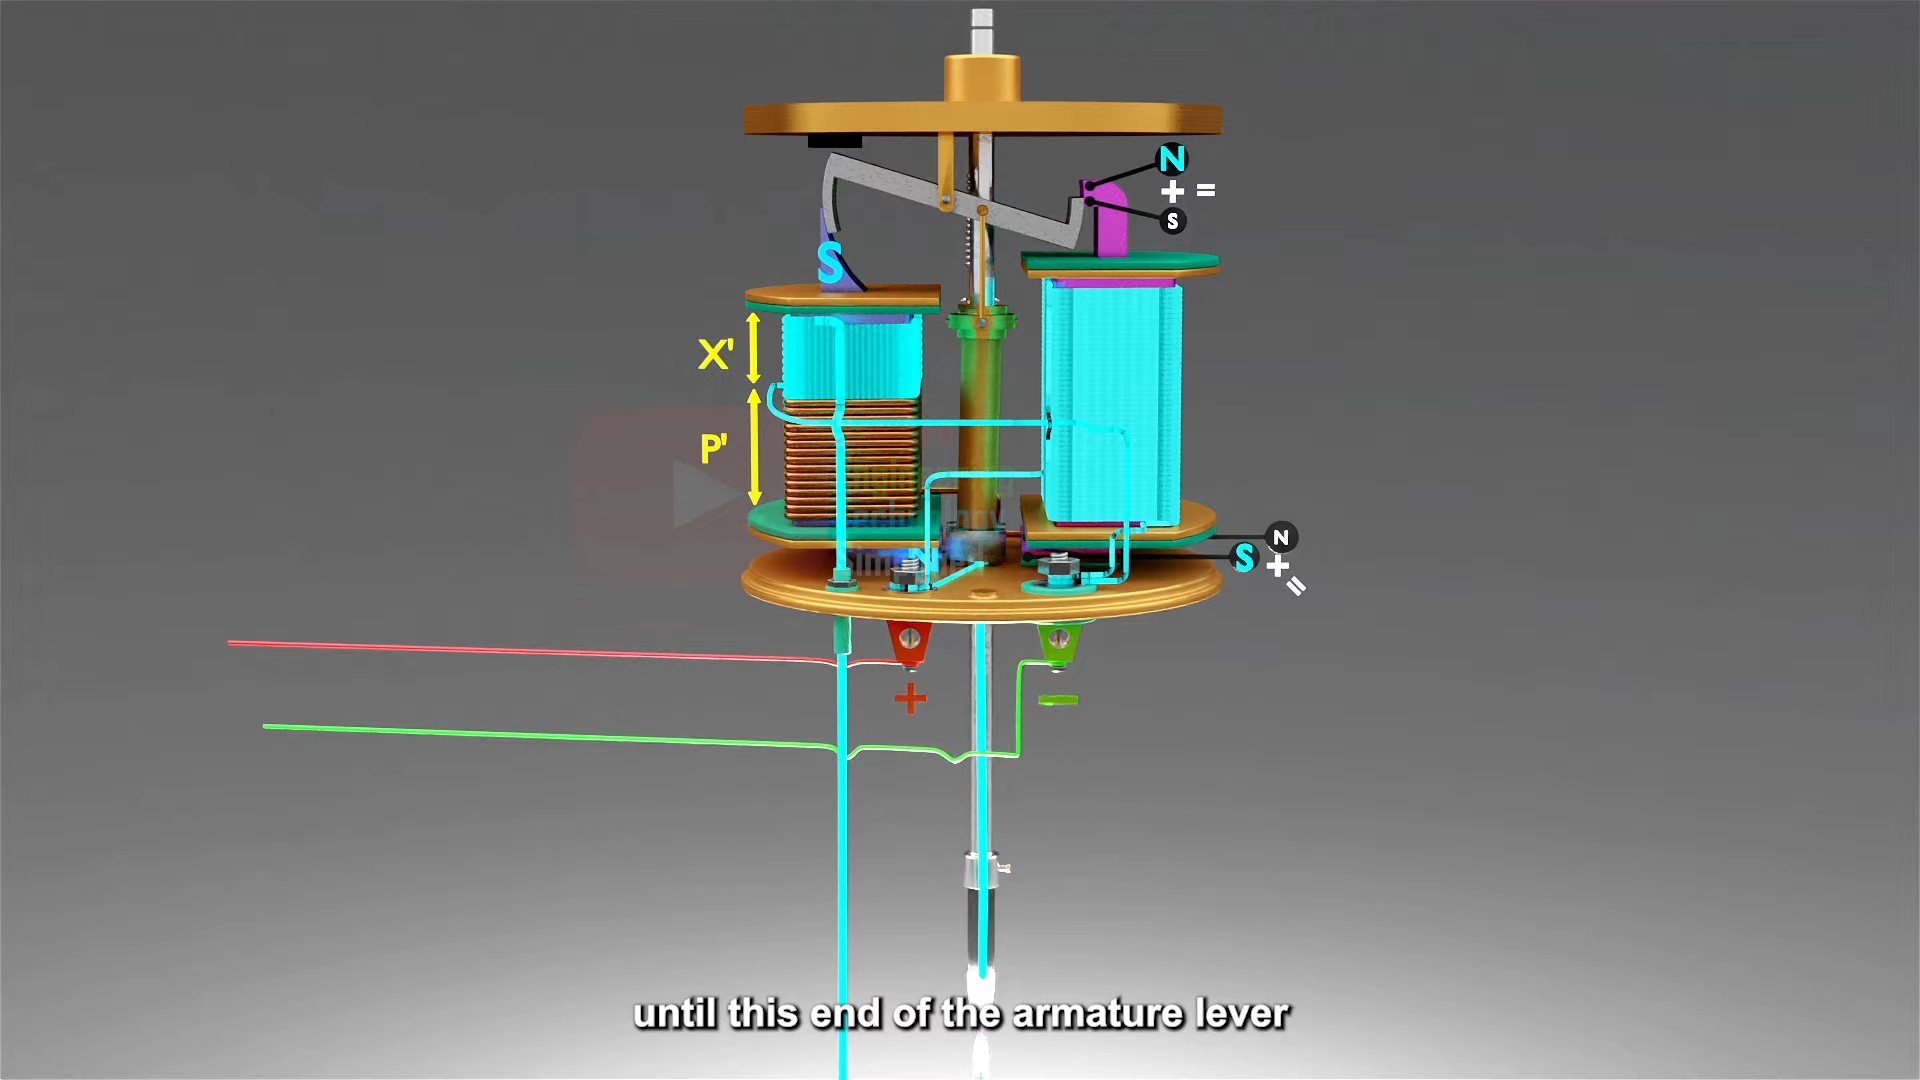 N
+ =
S
S
X'
P'
N
N
S + =
+ −
until this end of the armature lever